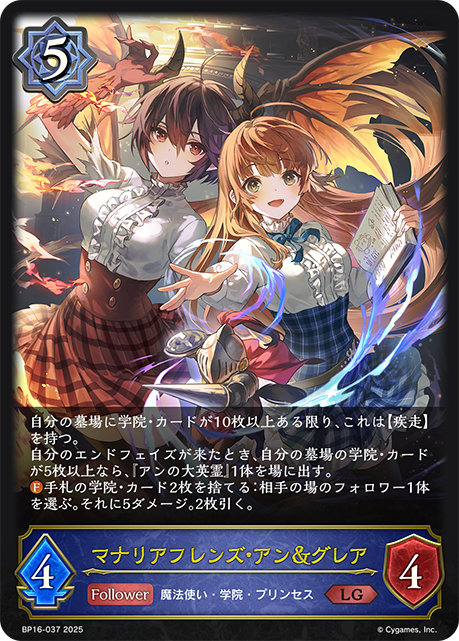 5
自分の墓場に学院・カードが10枚以上ある限り、これは【疾走】
を持つ。
自分のエンドフェイズが来たとき、自分の墓場の学院・カード
が5枚以上なら、『アンの大英霊』1体を場に出す。
F手札の学院・カード2枚を捨てる:相手の場のフォロワー1体
を選ぶ。それに5ダメージ。2枚引く。
マナリアフレンズ・アン&グレア
4
Follower 魔法使い・学院・プリンセス LG
4
BP16-037 2025 © Cygames, Inc.